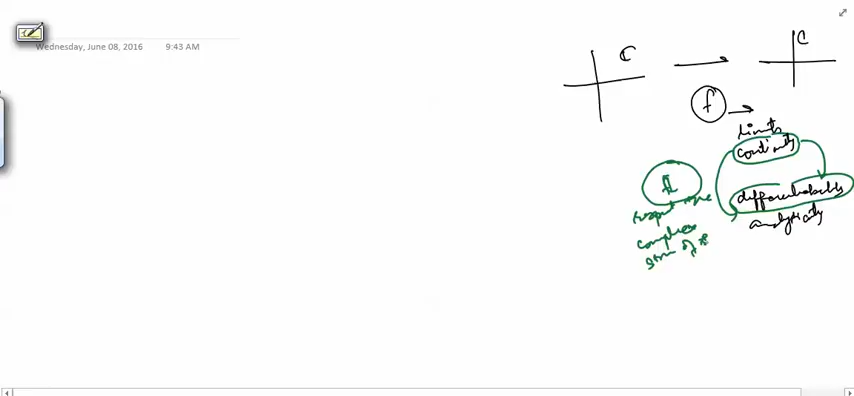 Wednesday, June 08, 2016 9:43 AM
C C
f
limits
continuity
differentiability
analyticity
complex